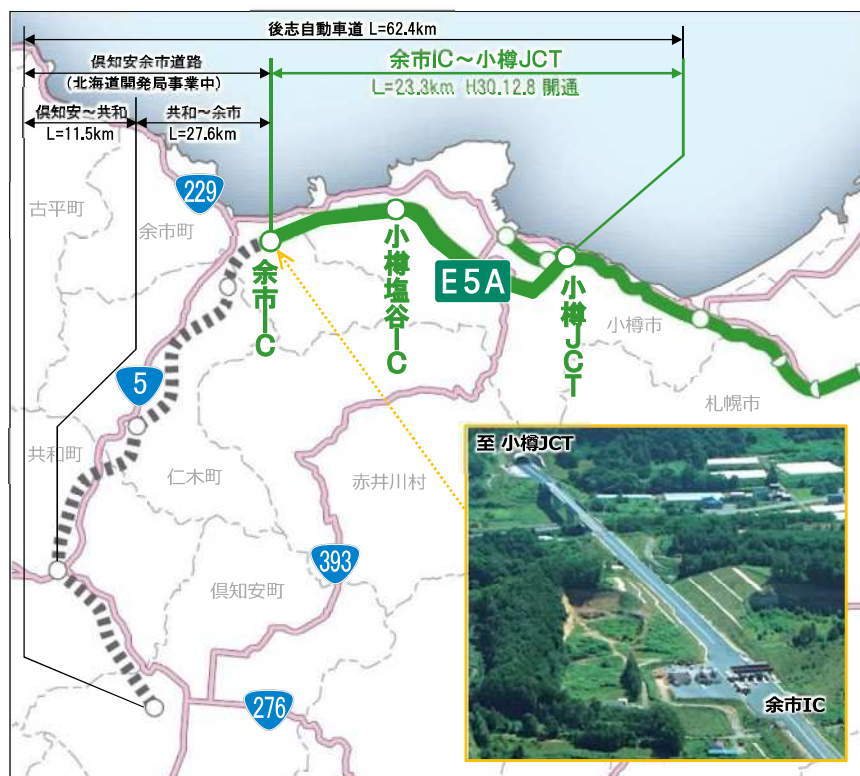 後志自動車道 L=62.4km
倶知安余市道路
(北海道開発局事業中)
余市IC～小樽JCT
L=23.3km H30.12.8 開通
倶知安～共和
L=11.5km
共和～余市
L=27.6km
229
古平町
余市町
余市IC
小樽塩谷IC
E5A
小樽JCT
小樽市
5
札幌市
共和町
仁木町
赤井川村
393
倶知安町
276
至 小樽JCT
余市IC